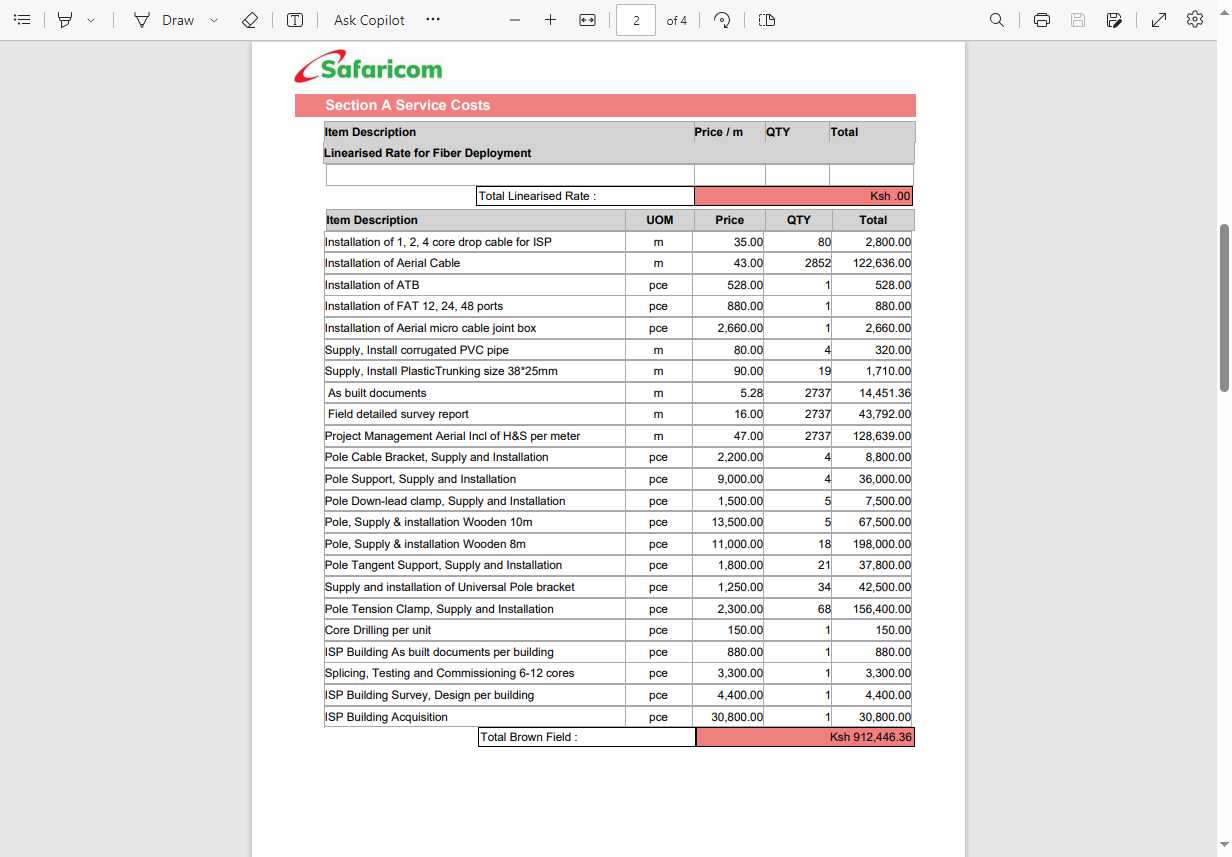 Draw
Ask Copilot
2 of 4
Safaricom
Section A Service Costs
Item Description Price / m QTY Total
Linearised Rate for Fiber Deployment
Total Linearised Rate : Ksh .00
Item Description UOM Price QTY Total
Installation of 1, 2, 4 core drop cable for ISP m 35.00 80 2,800.00
Installation of Aerial Cable m 43.00 2852 122,636.00
Installation of ATB pce 528.00 1 528.00
Installation of FAT 12, 24, 48 ports pce 880.00 1 880.00
Installation of Aerial micro cable joint box pce 2,660.00 1 2,660.00
Supply, Install corrugated PVC pipe m 80.00 4 320.00
Supply, Install PlasticTrunking size 38*25mm m 90.00 19 1,710.00
As built documents m 5.28 2737 14,451.36
Field detailed survey report m 16.00 2737 43,792.00
Project Management Aerial Incl of H&S per meter m 47.00 2737 128,639.00
Pole Cable Bracket, Supply and Installation pce 2,200.00 4 8,800.00
Pole Support, Supply and Installation pce 9,000.00 4 36,000.00
Pole Down-lead clamp, Supply and Installation pce 1,500.00 5 7,500.00
Pole, Supply & installation Wooden 10m pce 13,500.00 5 67,500.00
Pole, Supply & installation Wooden 8m pce 11,000.00 18 198,000.00
Pole Tangent Support, Supply and Installation pce 1,800.00 21 37,800.00
Supply and installation of Universal Pole bracket pce 1,250.00 34 42,500.00
Pole Tension Clamp, Supply and Installation pce 2,300.00 68 156,400.00
Core Drilling per unit pce 150.00 1 150.00
ISP Building As built documents per building pce 880.00 1 880.00
Splicing, Testing and Commissioning 6-12 cores pce 3,300.00 1 3,300.00
ISP Building Survey, Design per building pce 4,400.00 1 4,400.00
ISP Building Acquisition pce 30,800.00 1 30,800.00
Total Brown Field : Ksh 912,446.36